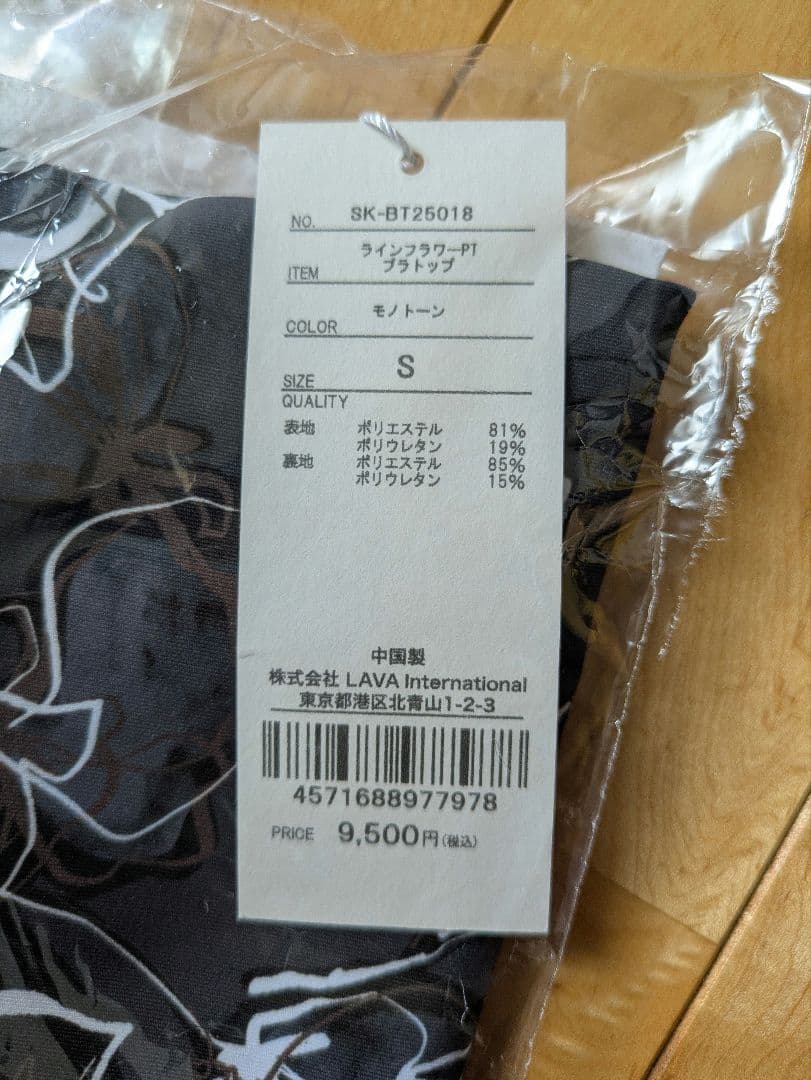 NO. SK-BT25018
ラインフラワーPT
ITEM ブラトップ
COLOR モノトーン
SIZE S
QUALITY
表地 ポリエステル 81%
ポリウレタン 19%
裏地 ポリエステル 85%
ポリウレタン 15%
中国製
株式会社 LAVA International
東京都港区北青山1-2-3
4571688977978
PRICE 9,500円(税込)